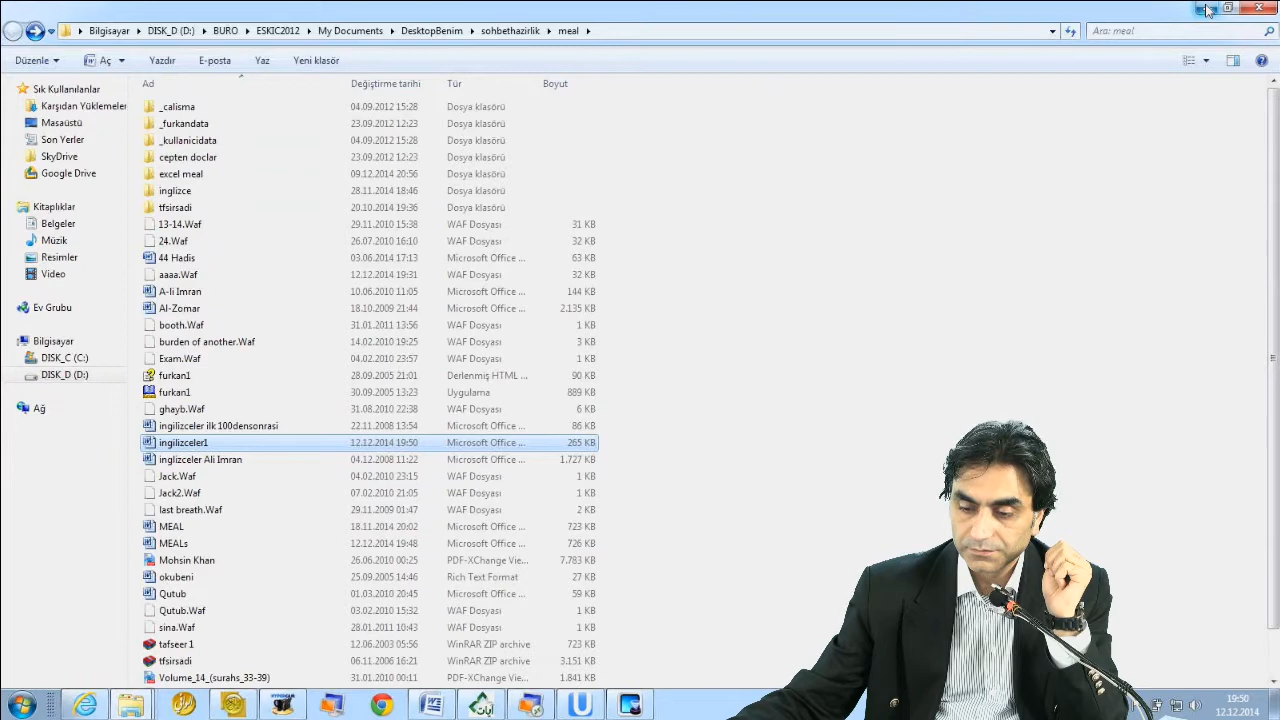 Bilgisayar ▸ DISK_D (D:) ▸ BURO ▸ ESKIC2012 ▸ My Documents ▸ DesktopBenim ▸ sohbethazirlik ▸ meal ▸ Ara: meal
Düzenle Aç Yazdır E-posta Yaz Yeni klasör
Ad Değiştirme tarihi Tür Boyut
Sık Kullanılanlar
Karşıdan Yüklemeler
Masaüstü
Son Yerler
SkyDrive
Google Drive
Kitaplıklar
Belgeler
Müzik
Resimler
Video
Ev Grubu
Bilgisayar
DISK_C (C:)
DISK_D (D:)
Ağ
_calisma 04.09.2012 15:28 Dosya klasörü
_furkandata 23.09.2012 12:23 Dosya klasörü
_kullanicidata 04.09.2012 15:28 Dosya klasörü
cepten doclar 23.09.2012 12:23 Dosya klasörü
excel meal 09.12.2014 20:56 Dosya klasörü
inglizce 28.11.2014 18:46 Dosya klasörü
tfsirsadi 20.10.2014 19:36 Dosya klasörü
13-14.Waf 29.11.2010 15:38 WAF Dosyası 31 KB
24.Waf 26.07.2010 16:10 WAF Dosyası 32 KB
44 Hadis 03.06.2014 17:13 Microsoft Office ... 63 KB
aaaa.Waf 12.12.2014 19:31 WAF Dosyası 32 KB
A-li Imran 10.06.2010 11:05 Microsoft Office ... 144 KB
Al-Zomar 18.10.2009 21:44 Microsoft Office ... 2.135 KB
booth.Waf 31.01.2011 13:56 WAF Dosyası 1 KB
burden of another.Waf 14.02.2010 19:25 WAF Dosyası 3 KB
Exam.Waf 04.02.2010 23:57 WAF Dosyası 1 KB
furkan1 28.09.2005 21:01 Derlenmiş HTML ... 90 KB
furkan1 30.09.2005 13:23 Uygulama 889 KB
ghayb.Waf 31.08.2010 22:38 WAF Dosyası 6 KB
ingilizceler ilk 100densonrasi 22.11.2008 13:54 Microsoft Office ... 86 KB
ingilizceler1 12.12.2014 19:50 Microsoft Office ... 265 KB
inglizceler Ali Imran 04.12.2008 11:22 Microsoft Office ... 1.727 KB
Jack.Waf 04.02.2010 23:15 WAF Dosyası 1 KB
Jack2.Waf 07.02.2010 21:05 WAF Dosyası 1 KB
last breath.Waf 29.11.2009 01:47 WAF Dosyası 2 KB
MEAL 18.11.2014 20:02 Microsoft Office ... 723 KB
MEALs 12.12.2014 19:48 Microsoft Office ... 726 KB
Mohsin Khan 26.06.2010 00:25 PDF-XChange Vie... 7.783 KB
okubeni 25.09.2005 14:46 Rich Text Format 27 KB
Qutub 01.03.2010 20:45 Microsoft Office ... 59 KB
Qutub.Waf 03.02.2010 15:32 WAF Dosyası 1 KB
sina.Waf 28.01.2011 10:43 WAF Dosyası 1 KB
tafseer 1 12.06.2003 05:56 WinRAR ZIP archive 723 KB
tfsirsadi 06.11.2006 16:21 WinRAR ZIP archive 3.151 KB
Volume_14_(surahs_33-39) 31.01.2010 00:11 PDF-XChange Vie... 1.041 KB
19:50
12.12.2014